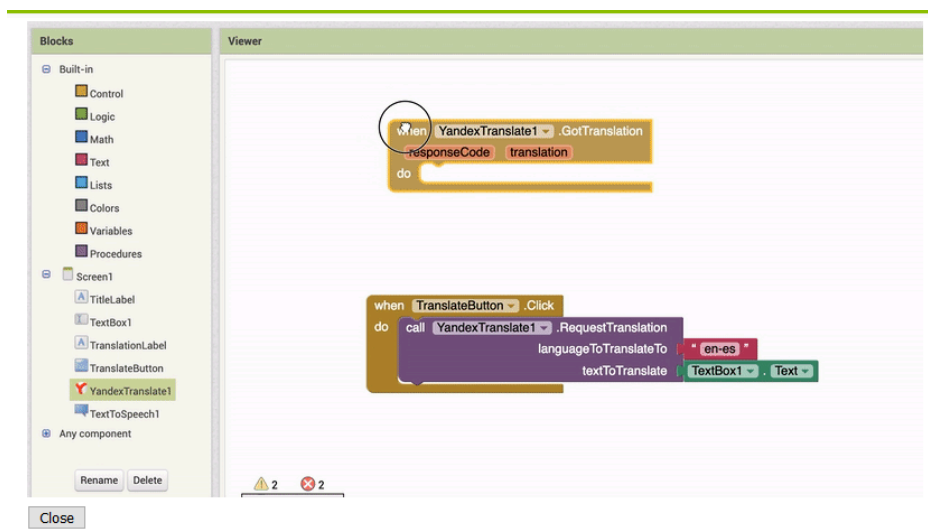 Blocks
Viewer
Built-in
Control
Logic
Math
Text
Lists
Colors
Variables
Procedures
Screen1
TitleLabel
TextBox1
TranslationLabel
TranslateButton
YandexTranslate1
TextToSpeech1
Any component
Rename Delete
when YandexTranslate1 .GotTranslation
responseCode translation
do
when TranslateButton .Click
do call YandexTranslate1 .RequestTranslation
languageToTranslateTo " en-es "
textToTranslate TextBox1 . Text
2 2
Close